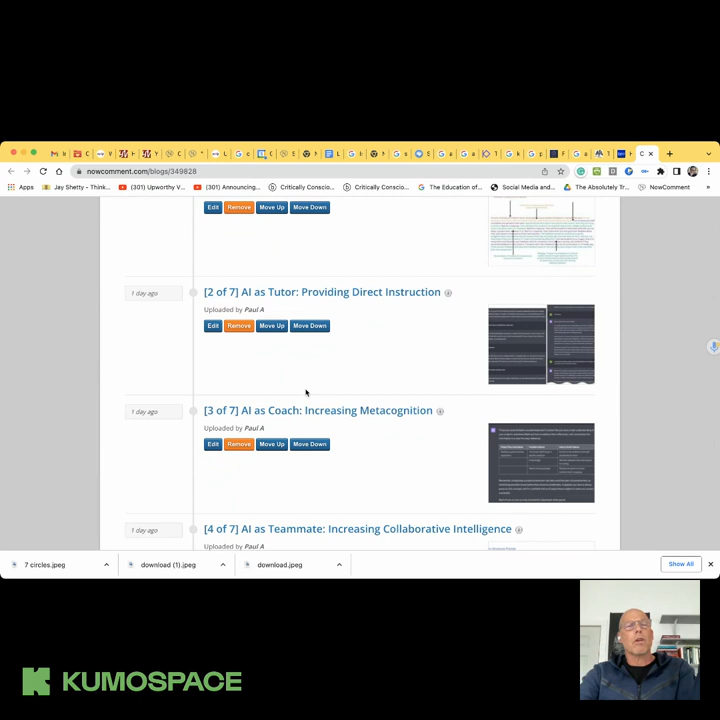 nowcomment.com/blogs/349828
Apps
Jay Shetty - Think...
(301) Upworthy V...
(301) Announcing...
Critically Conscio...
Critically Conscio...
The Education of...
Social Media and...
The Absolutely Tr...
NowComment
Edit
Remove
Move Up
Move Down
1 day ago
[2 of 7] AI as Tutor: Providing Direct Instruction
Uploaded by Paul A
Edit
Remove
Move Up
Move Down
1 day ago
[3 of 7] AI as Coach: Increasing Metacognition
Uploaded by Paul A
Edit
Remove
Move Up
Move Down
1 day ago
[4 of 7] AI as Teammate: Increasing Collaborative Intelligence
Uploaded by Paul A
7 circles.jpeg
download (1).jpeg
download.jpeg
Show All
KUMOSPACE